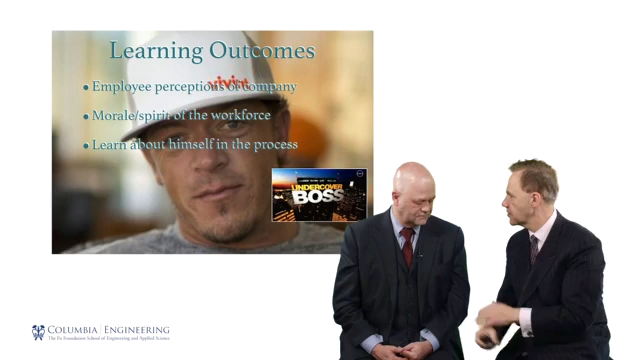 Learning Outcomes
• Employee perceptions of company
vivint
• Morale/spirit of the workforce
• Learn about himself in the process
UNDERCOVER
BOSS
COLUMBIA | ENGINEERING
The Fu Foundation School of Engineering and Applied Science